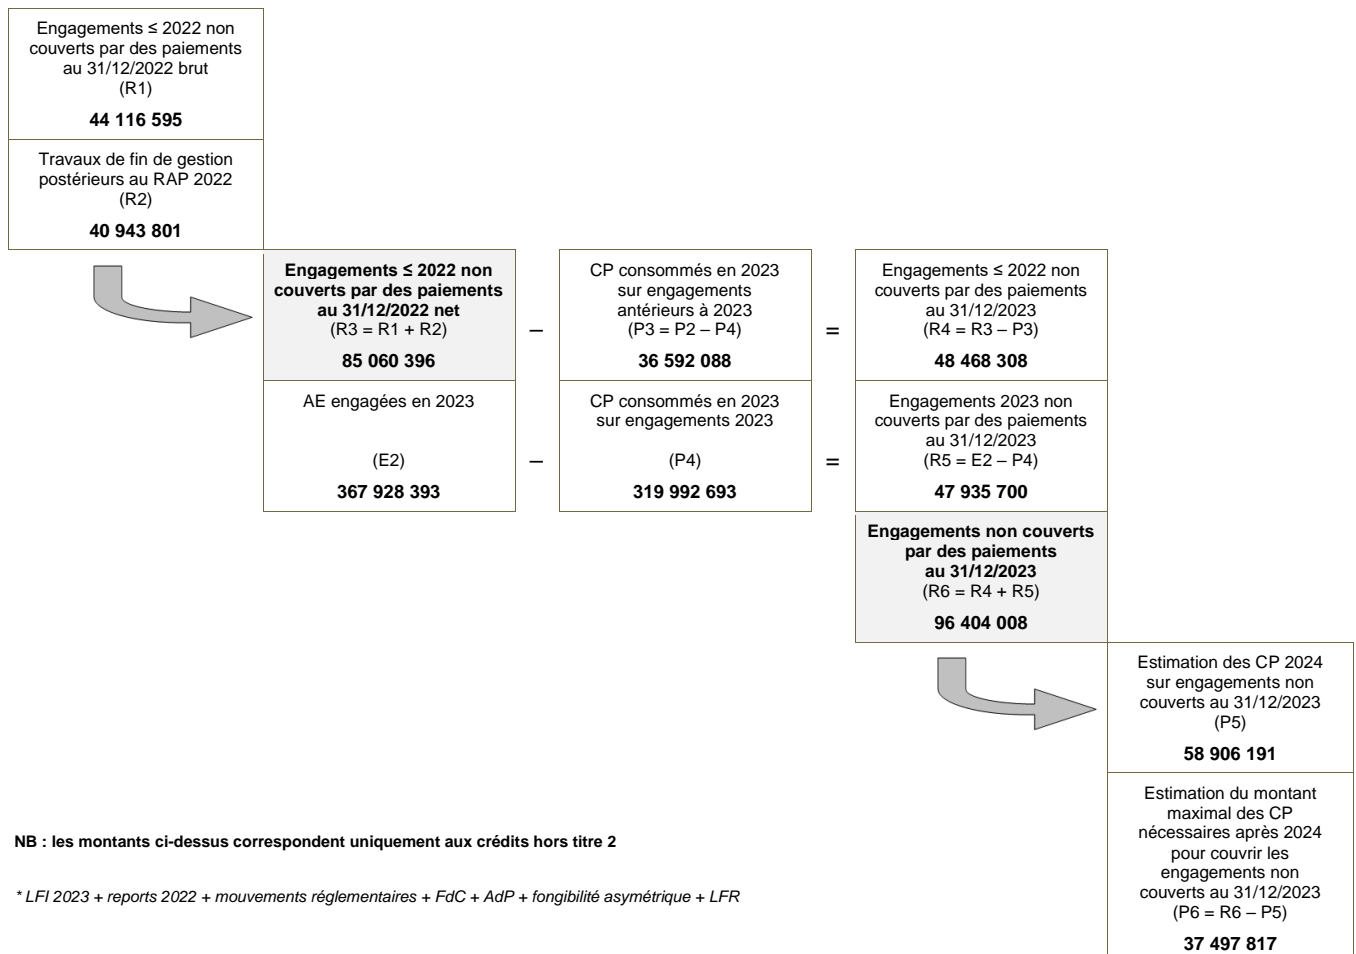 Engagements ≤ 2022 non
couverts par des paiements
au 31/12/2022 brut
(R1)
44 116 595
Travaux de fin de gestion
postérieurs au RAP 2022
(R2)
40 943 801
Engagements ≤ 2022 non
couverts par des paiements
au 31/12/2022 net
(R3 = R1 + R2)
85 060 396
–
CP consommés en 2023
sur engagements
antérieurs à 2023
(P3 = P2 – P4)
36 592 088
=
Engagements ≤ 2022 non
couverts par des paiements
au 31/12/2023
(R4 = R3 – P3)
48 468 308
AE engagées en 2023
(E2)
367 928 393
–
CP consommés en 2023
sur engagements 2023
(P4)
319 992 693
=
Engagements 2023 non
couverts par des paiements
au 31/12/2023
(R5 = E2 – P4)
47 935 700
Engagements non couverts
par des paiements
au 31/12/2023
(R6 = R4 + R5)
96 404 008
Estimation des CP 2024
sur engagements non
couverts au 31/12/2023
(P5)
58 906 191
Estimation du montant
maximal des CP
nécessaires après 2024
pour couvrir les
engagements non
couverts au 31/12/2023
(P6 = R6 – P5)
37 497 817
NB : les montants ci-dessus correspondent uniquement aux crédits hors titre 2
* LFI 2023 + reports 2022 + mouvements réglementaires + FdC + AdP + fongibilité asymétrique + LFR